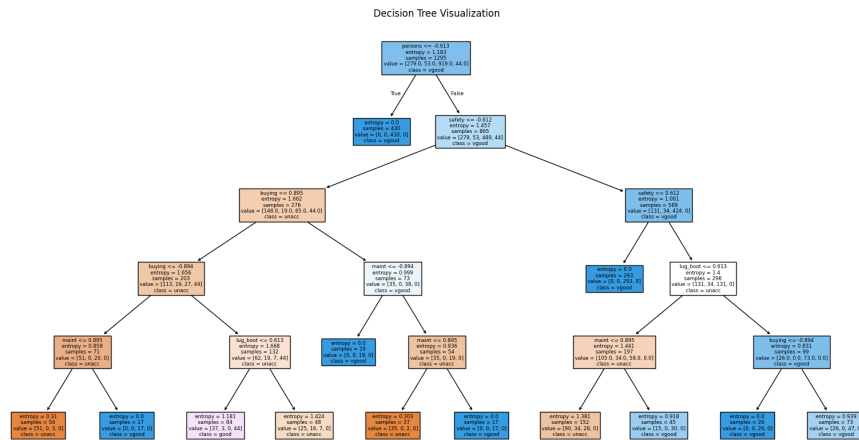 Decision Tree Visualization
persons <= -0.613
entropy = 1.183
samples = 1295
value = [279.0, 53.0, 919.0, 44.0]
class = vgood
True
False
entropy = 0.0
samples = 430
value = [0, 0, 430, 0]
class = vgood
safety <= -0.612
entropy = 1.457
samples = 865
value = [279, 53, 489, 44]
class = vgood
buying <= 0.895
entropy = 1.662
samples = 276
value = [148.0, 19.0, 65.0, 44.0]
class = unacc
safety <= 0.612
entropy = 1.061
samples = 589
value = [131, 34, 424, 0]
class = vgood
buying <= -0.894
entropy = 1.656
samples = 203
value = [113, 19, 27, 44]
class = unacc
maint <= -0.894
entropy = 0.999
samples = 73
value = [35, 0, 38, 0]
class = vgood
entropy = 0.0
samples = 293
value = [0, 0, 293, 0]
class = vgood
lug_boot <= 0.613
entropy = 1.4
samples = 296
value = [131, 34, 131, 0]
class = unacc
maint <= 0.895
entropy = 0.858
samples = 71
value = [51, 0, 20, 0]
class = unacc
lug_boot <= 0.613
entropy = 1.668
samples = 132
value = [62, 19, 7, 44]
class = unacc
entropy = 0.0
samples = 19
value = [0, 0, 19, 0]
class = vgood
maint <= 0.895
entropy = 0.936
samples = 54
value = [35, 0, 19, 0]
class = unacc
maint <= 0.895
entropy = 1.441
samples = 197
value = [105.0, 34.0, 58.0, 0.0]
class = unacc
buying <= -0.894
entropy = 0.831
samples = 99
value = [26.0, 0.0, 73.0, 0.0]
class = vgood
entropy = 0.31
samples = 54
value = [51, 0, 3, 0]
class = unacc
entropy = 0.0
samples = 17
value = [0, 0, 17, 0]
class = vgood
entropy = 1.181
samples = 84
value = [37, 3, 0, 44]
class = good
entropy = 1.424
samples = 48
value = [25, 16, 7, 0]
class = unacc
entropy = 0.303
samples = 37
value = [35, 0, 2, 0]
class = unacc
entropy = 0.0
samples = 17
value = [0, 0, 17, 0]
class = vgood
entropy = 1.381
samples = 152
value = [90, 34, 28, 0]
class = unacc
entropy = 0.918
samples = 45
value = [15, 0, 30, 0]
class = vgood
entropy = 0.0
samples = 26
value = [0, 0, 26, 0]
class = vgood
entropy = 0.939
samples = 73
value = [26, 0, 47, 0]
class = vgood